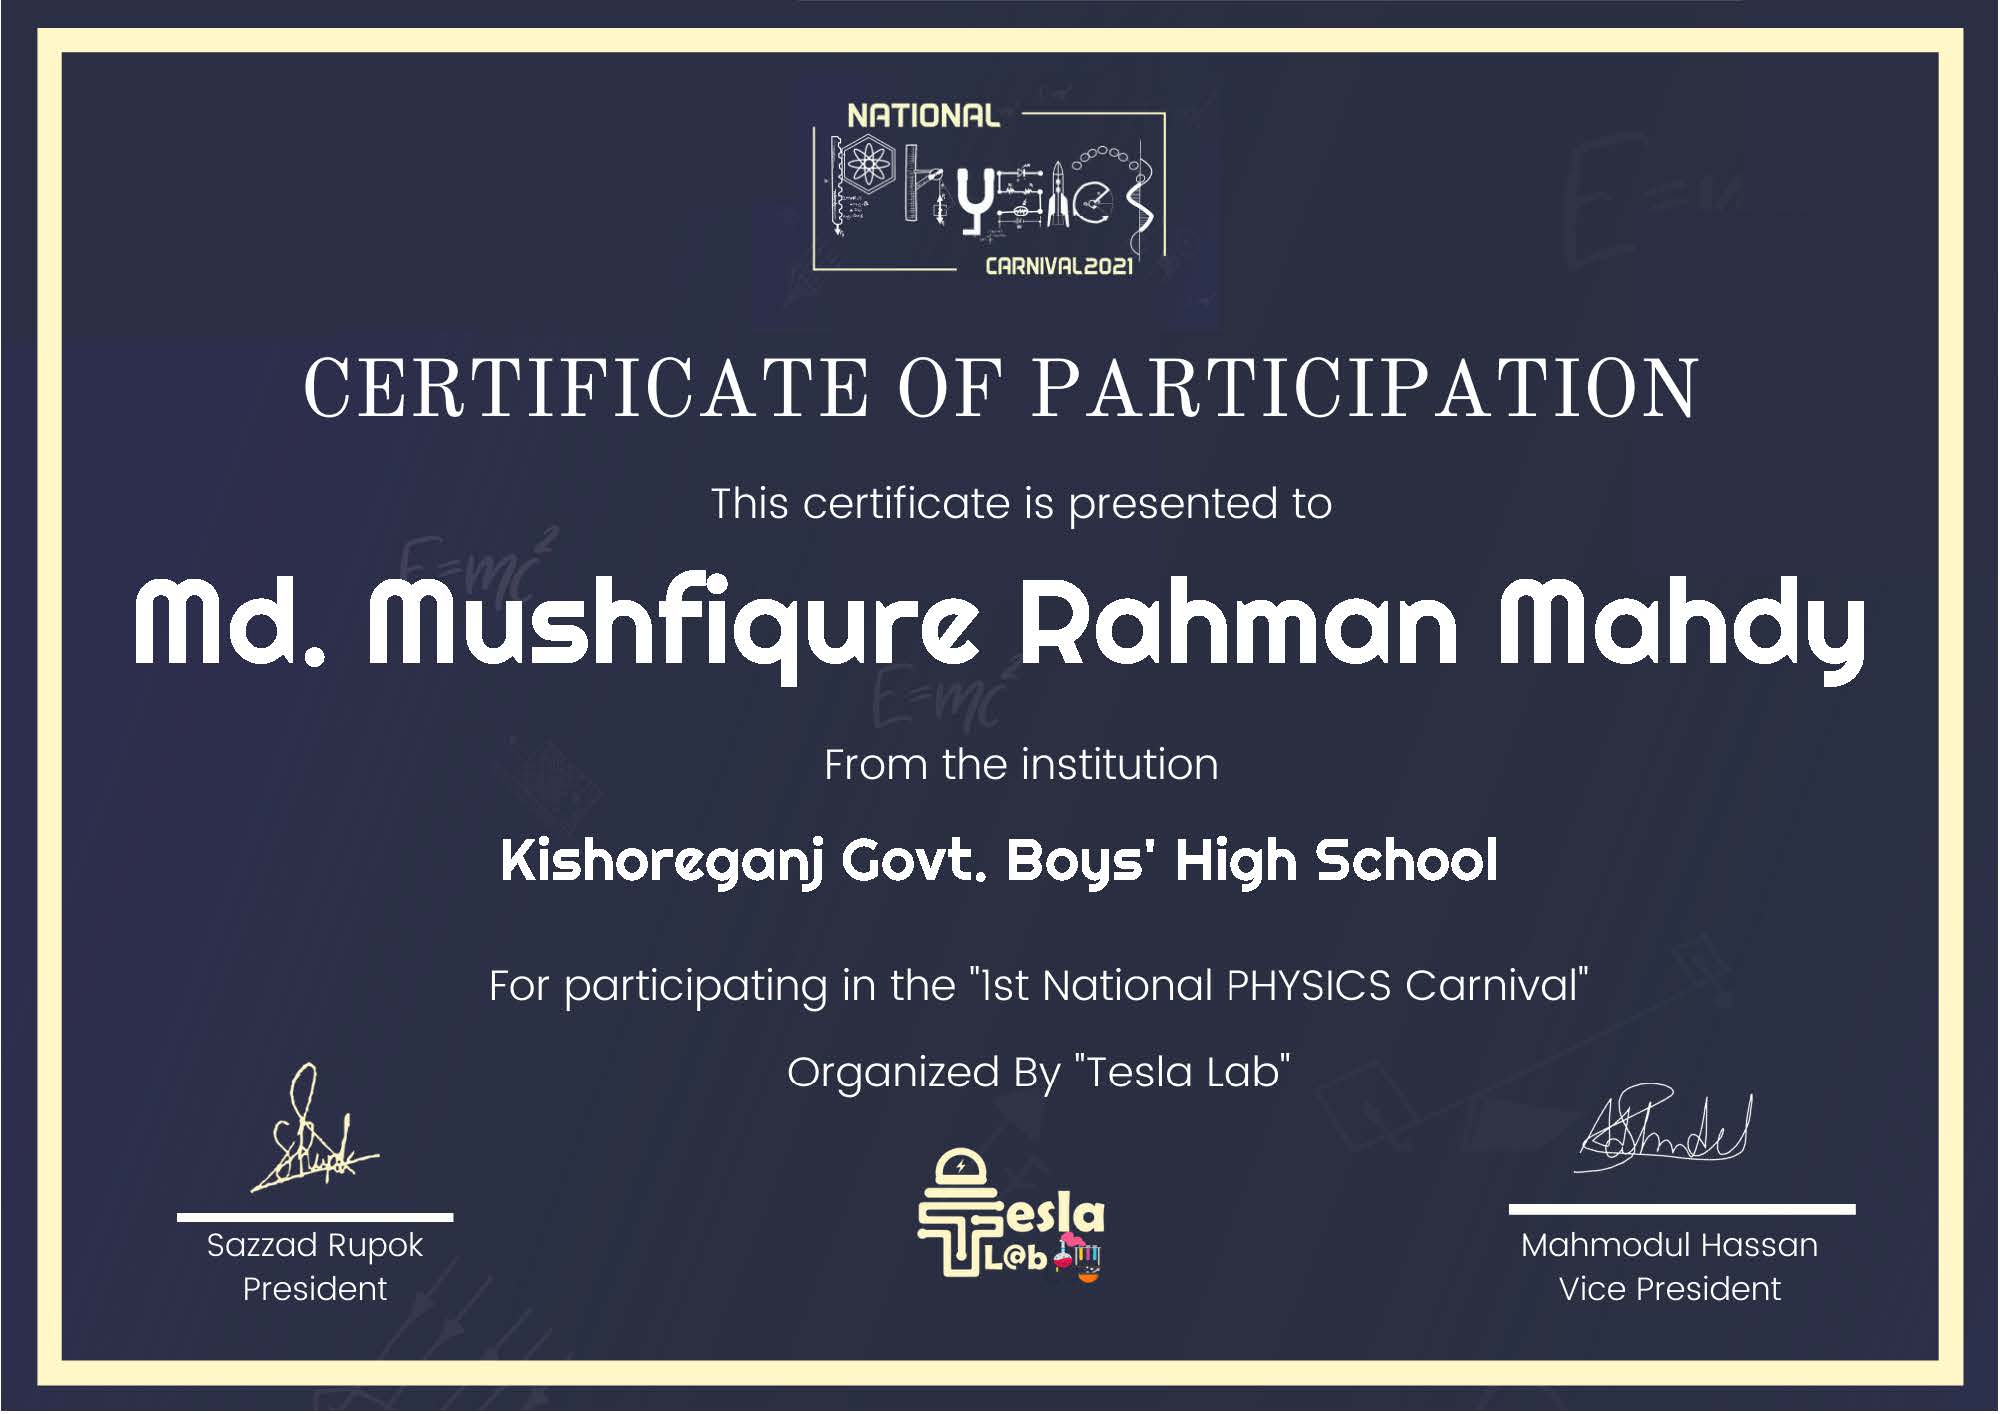 NATIONAL
Physics
CARNIVAL2021
CERTIFICATE OF PARTICIPATION
This certificate is presented to
E=mc²
Md. Mushfiqure Rahman Mahdy
E=mc²
From the institution
Kishoreganj Govt. Boys' High School
For participating in the "1st National PHYSICS Carnival"
Organized By "Tesla Lab"
Tesla
L@b
Sazzad Rupok
President
Mahmodul Hassan
Vice President